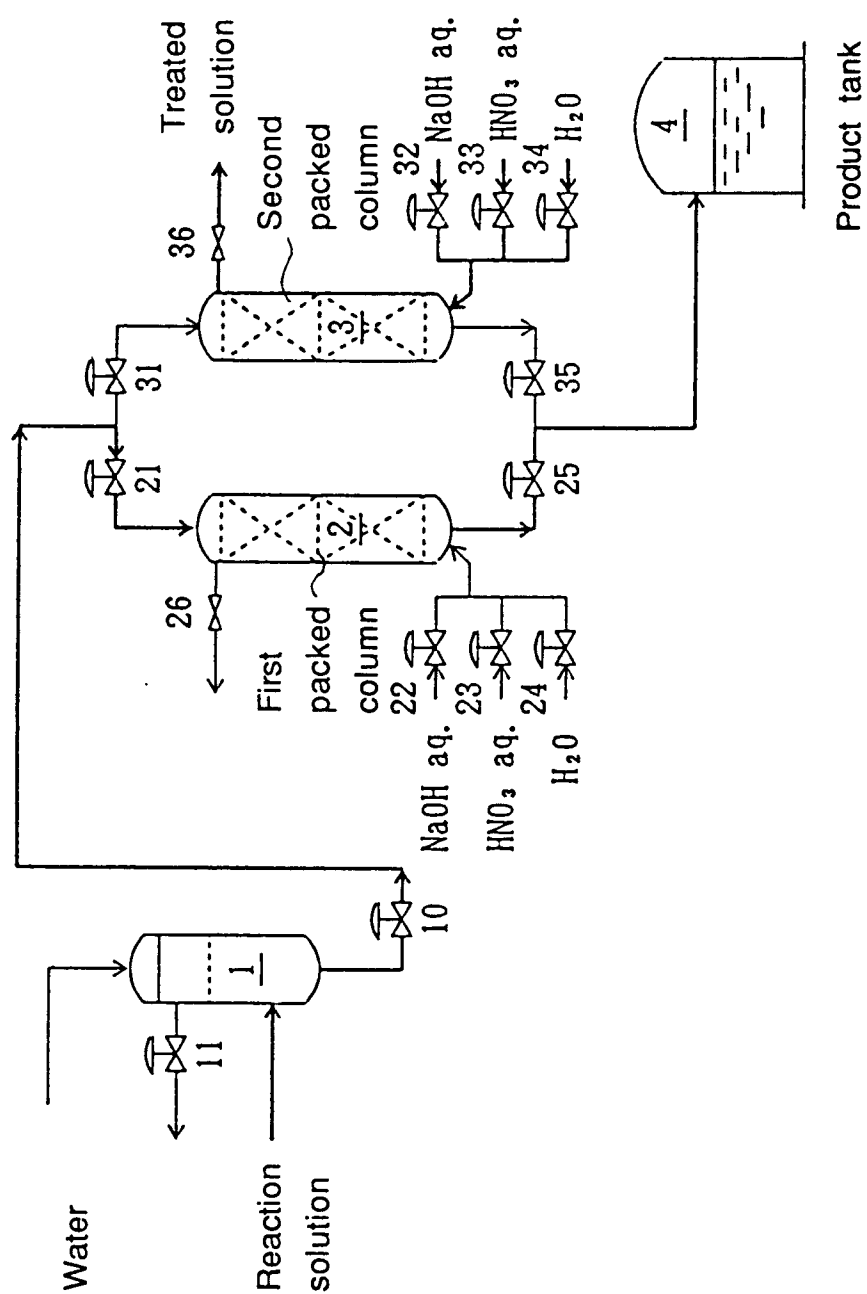 Water
Reaction
solution
1
11
10
First
packed
column
2
26
21
22
NaOH aq.
23
HNO₃ aq.
24
H₂O
25
Second
packed
column
3
31
36
Treated
solution
32
NaOH aq.
33
HNO₃ aq.
34
H₂O
35
4
Product tank